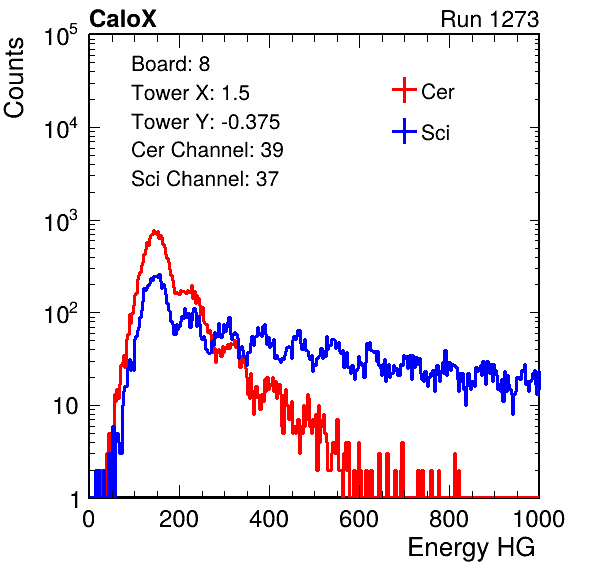 CaloX Run 1273
Counts
10^5
10^4
10^3
10^2
10
1
Board: 8
Tower X: 1.5
Tower Y: -0.375
Cer Channel: 39
Sci Channel: 37
Cer
Sci
0 200 400 600 800 1000
Energy HG